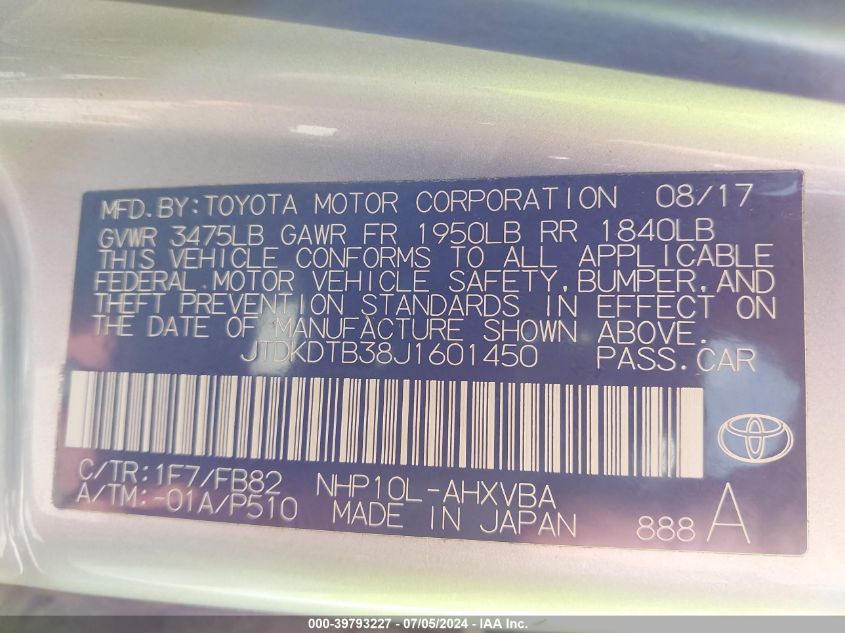 MFD.BY:TOYOTA MOTOR CORPORATION 08/17
GVWR 3475LB GAWR FR 1950LB RR 1840LB
THIS VEHICLE CONFORMS TO ALL APPLICABLE
FEDERAL MOTOR VEHICLE SAFETY,BUMPER,AND
THEFT PREVENTION STANDARDS IN EFFECT ON
THE DATE OF MANUFACTURE SHOWN ABOVE.
JTDKDTB38J1601450 PASS.CAR
C/TR:1F7/FB82 NHP10L-AHXVBA
A/TM:-01A/P510 MADE IN JAPAN 888 A
000-39793227 - 07/05/2024 - IAA Inc.